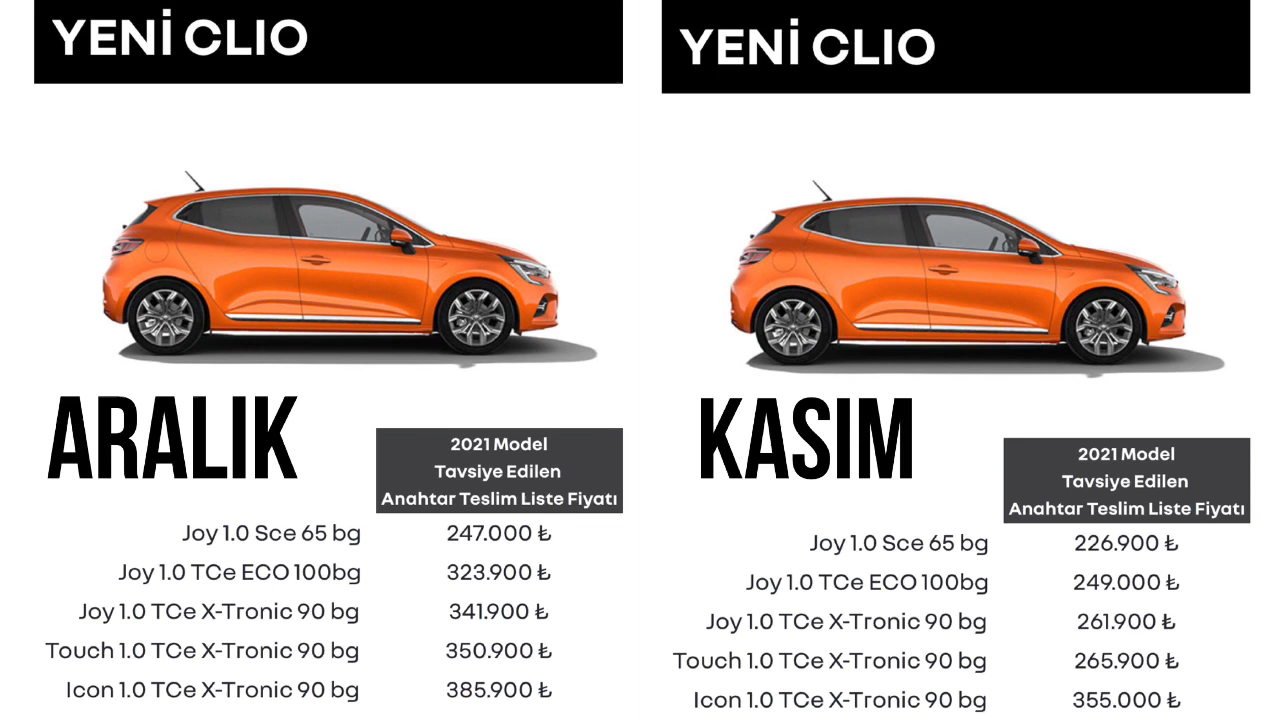 YENİ CLIO
ARALIK
2021 Model
Tavsiye Edilen
Anahtar Teslim Liste Fiyatı
Joy 1.0 Sce 65 bg 247.000 ₺
Joy 1.0 TCe ECO 100bg 323.900 ₺
Joy 1.0 TCe X-Tronic 90 bg 341.900 ₺
Touch 1.0 TCe X-Tronic 90 bg 350.900 ₺
Icon 1.0 TCe X-Tronic 90 bg 385.900 ₺
YENİ CLIO
KASIM
2021 Model
Tavsiye Edilen
Anahtar Teslim Liste Fiyatı
Joy 1.0 Sce 65 bg 226.900 ₺
Joy 1.0 TCe ECO 100bg 249.000 ₺
Joy 1.0 TCe X-Tronic 90 bg 261.900 ₺
Touch 1.0 TCe X-Tronic 90 bg 265.900 ₺
Icon 1.0 TCe X-Tronic 90 bg 355.000 ₺